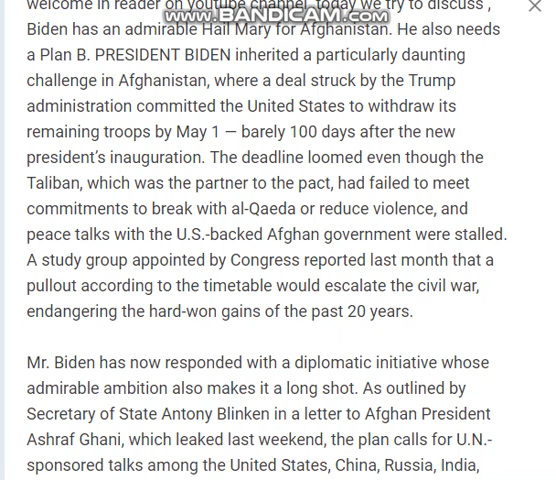 welcome in reader on youtube channel, today we try to discuss ,
www.BANDICAM.com
Biden has an admirable Hail Mary for Afghanistan. He also needs
a Plan B. PRESIDENT BIDEN inherited a particularly daunting
challenge in Afghanistan, where a deal struck by the Trump
administration committed the United States to withdraw its
remaining troops by May 1 — barely 100 days after the new
president’s inauguration. The deadline loomed even though the
Taliban, which was the partner to the pact, had failed to meet
commitments to break with al-Qaeda or reduce violence, and
peace talks with the U.S.-backed Afghan government were stalled.
A study group appointed by Congress reported last month that a
pullout according to the timetable would escalate the civil war,
endangering the hard-won gains of the past 20 years.
Mr. Biden has now responded with a diplomatic initiative whose
admirable ambition also makes it a long shot. As outlined by
Secretary of State Antony Blinken in a letter to Afghan President
Ashraf Ghani, which leaked last weekend, the plan calls for U.N.-
sponsored talks among the United States, China, Russia, India,